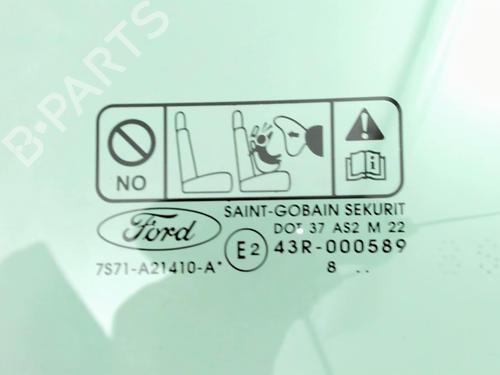 B-PARTS
NO
i
Ford
SAINT-GOBAIN SEKURIT
DOT 37 AS2 M 22
E2
43R-000589
7S71-A21410-A*
8 ..